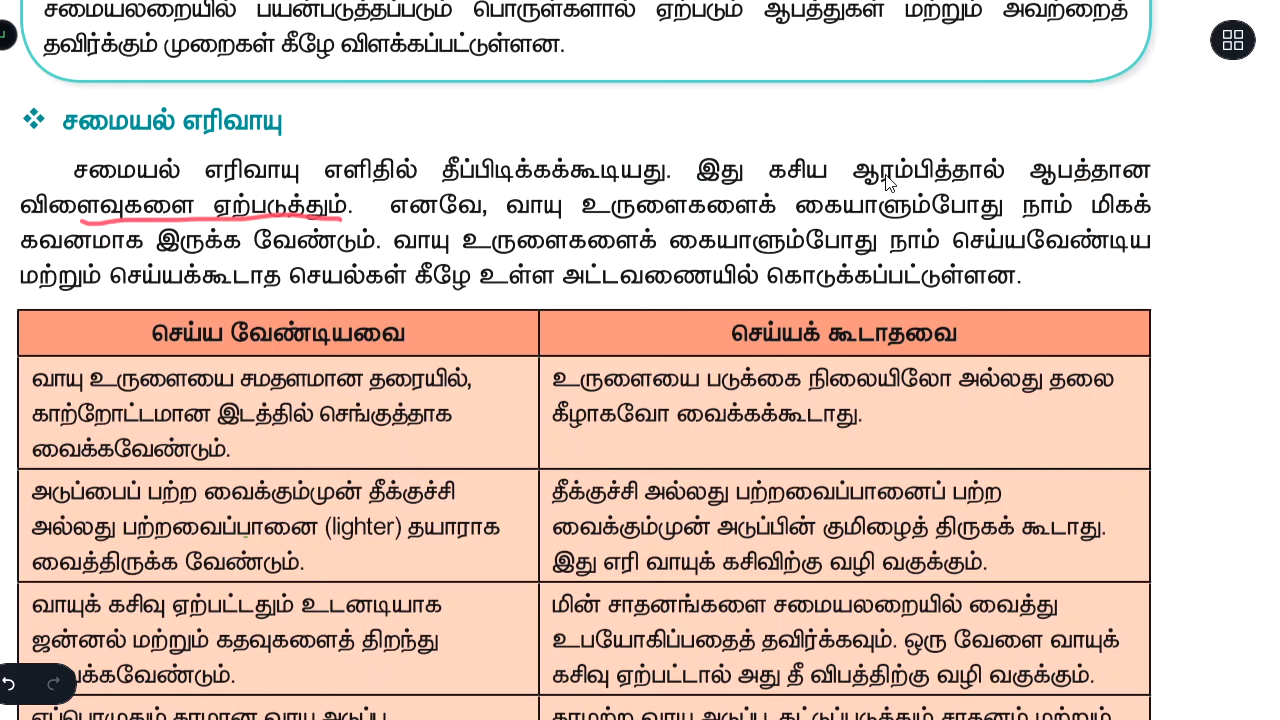 சமையலறையில் பயன்படுத்தப்படும் பொருள்களால் ஏற்படும் ஆபத்துகள் மற்றும் அவற்றைத்
தவிர்க்கும் முறைகள் கீழே விளக்கப்பட்டுள்ளன.
❖ சமையல் எரிவாயு
சமையல் எரிவாயு எளிதில் தீப்பிடிக்கக்கூடியது. இது கசிய ஆரம்பித்தால் ஆபத்தான
விளைவுகளை ஏற்படுத்தும். எனவே, வாயு உருளைகளைக் கையாளும்போது நாம் மிகக்
கவனமாக இருக்க வேண்டும். வாயு உருளைகளைக் கையாளும்போது நாம் செய்யவேண்டிய
மற்றும் செய்யக்கூடாத செயல்கள் கீழே உள்ள அட்டவணையில் கொடுக்கப்பட்டுள்ளன.
செய்ய வேண்டியவை
செய்யக் கூடாதவை
வாயு உருளையை சமதளமான தரையில்,
காற்றோட்டமான இடத்தில் செங்குத்தாக
வைக்கவேண்டும்.
உருளையை படுக்கை நிலையிலோ அல்லது தலை
கீழாகவோ வைக்கக்கூடாது.
அடுப்பைப் பற்ற வைக்கும்முன் தீக்குச்சி
அல்லது பற்றவைப்பானை (lighter) தயாராக
வைத்திருக்க வேண்டும்.
தீக்குச்சி அல்லது பற்றவைப்பானைப் பற்ற
வைக்கும்முன் அடுப்பின் குமிழைத் திருகக் கூடாது.
இது எரி வாயுக் கசிவிற்கு வழி வகுக்கும்.
வாயுக் கசிவு ஏற்பட்டதும் உடனடியாக
ஜன்னல் மற்றும் கதவுகளைத் திறந்து
மின் சாதனங்களை சமையலறையில் வைத்து
உபயோகிப்பதைத் தவிர்க்கவும். ஒரு வேளை வாயுக்
கசிவு ஏற்பட்டால் அது தீ விபத்திற்கு வழி வகுக்கும்.